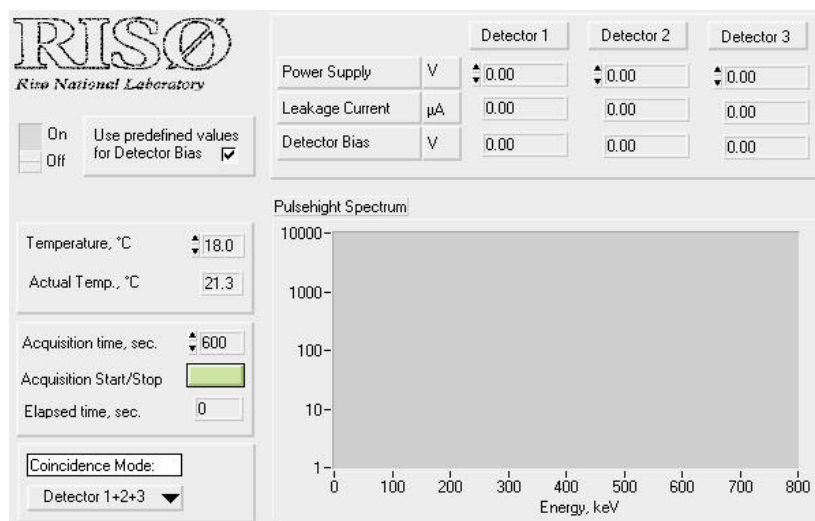 RISØ
Risø National Laboratory
On
Off
Use predefined values
for Detector Bias
Detector 1 Detector 2 Detector 3
Power Supply V 0.00 0.00 0.00
Leakage Current µA 0.00 0.00 0.00
Detector Bias V 0.00 0.00 0.00
Temperature, °C 18.0
Actual Temp., °C 21.3
Acquisition time, sec. 600
Acquisition Start/Stop
Elapsed time, sec. 0
Coincidence Mode:
Detector 1+2+3
Pulsehight Spectrum
10000
1000
100
10
1
0 100 200 300 400 500 600 700 800
Energy, keV